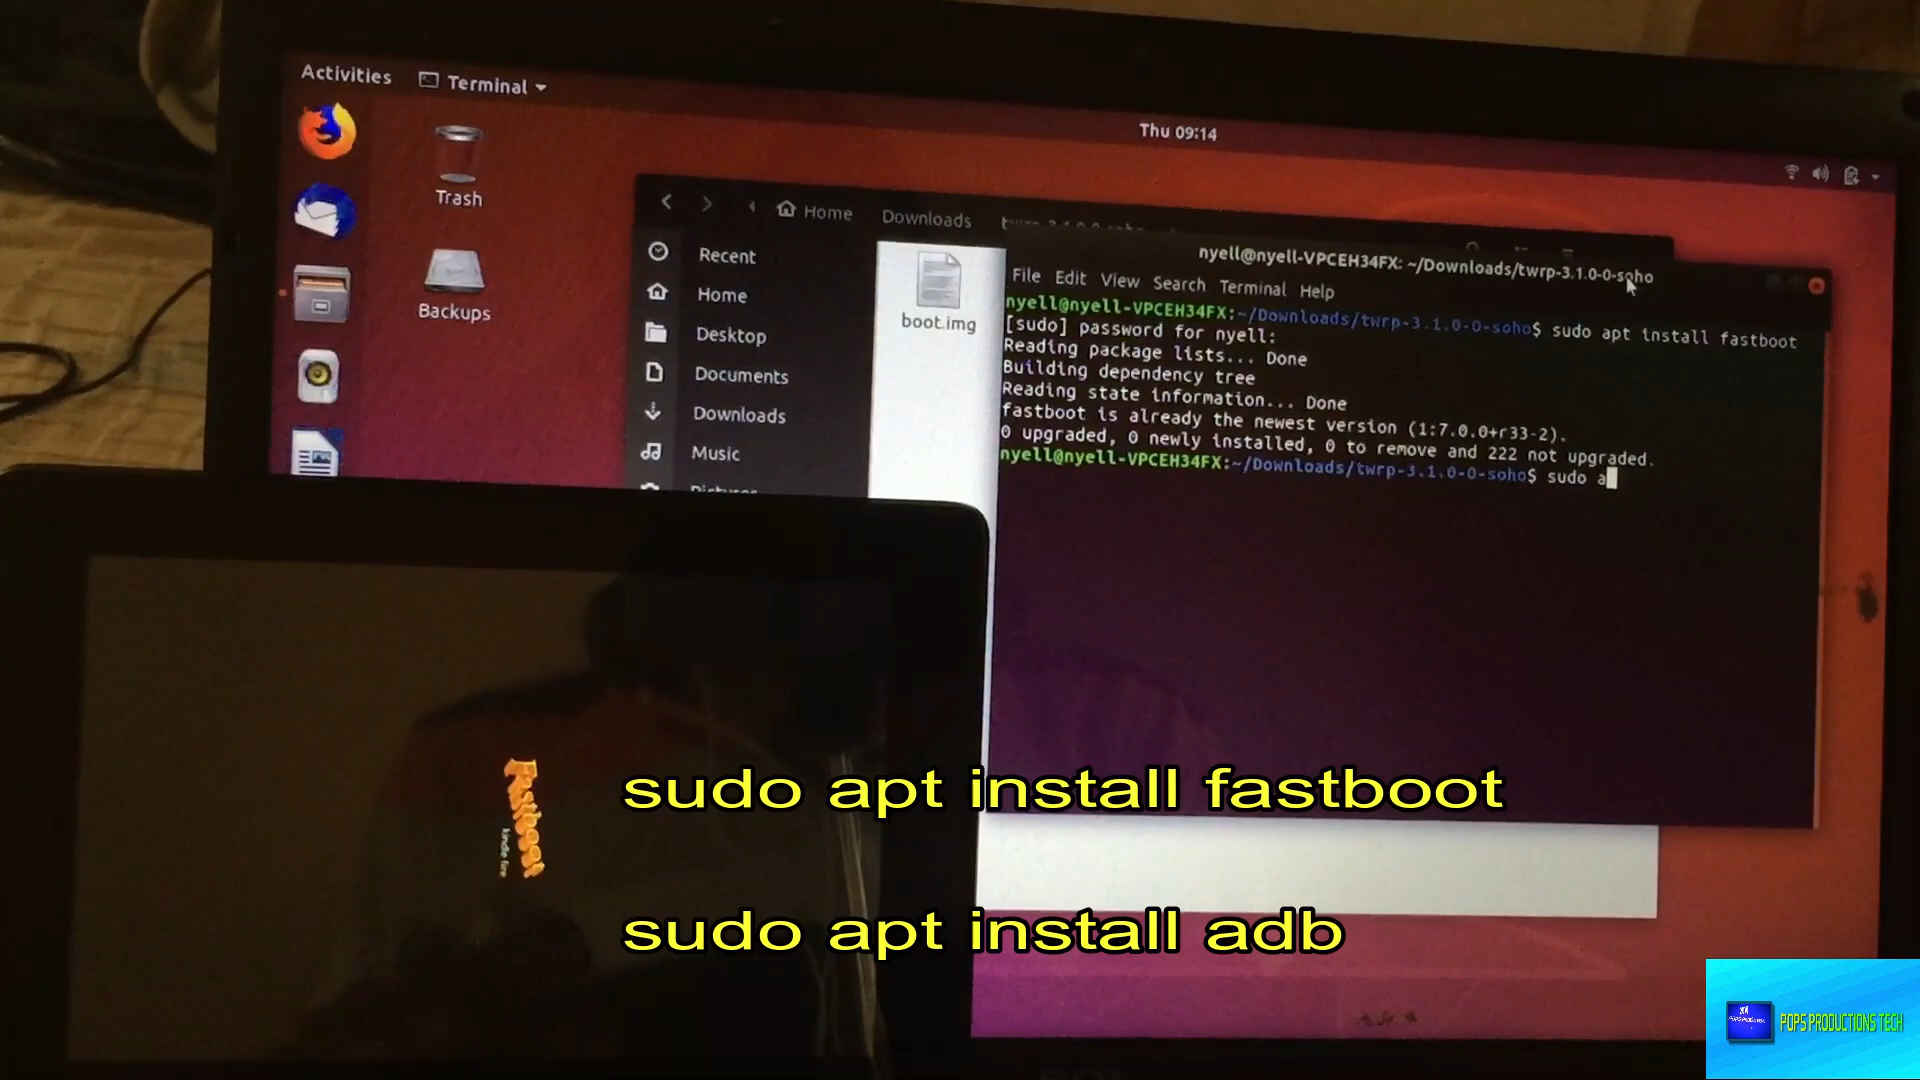 Activities
Terminal
Thu 09:14
Trash
Backups
Home
Downloads
Recent
Home
Desktop
Documents
Downloads
Music
boot.img
nyell@nyell-VPCEH34FX: ~/Downloads/twrp-3.1.0-0-soho
File Edit View Search Terminal Help
nyell@nyell-VPCEH34FX:~/Downloads/twrp-3.1.0-0-soho$ sudo apt install fastboot
[sudo] password for nyell:
Reading package lists... Done
Building dependency tree
Reading state information... Done
fastboot is already the newest version (1:7.0.0+r33-2).
0 upgraded, 0 newly installed, 0 to remove and 222 not upgraded.
nyell@nyell-VPCEH34FX:~/Downloads/twrp-3.1.0-0-soho$ sudo a
Fastboot
kindle fire
sudo apt install fastboot
sudo apt install adb
POPS PRODUCTIONS TECH